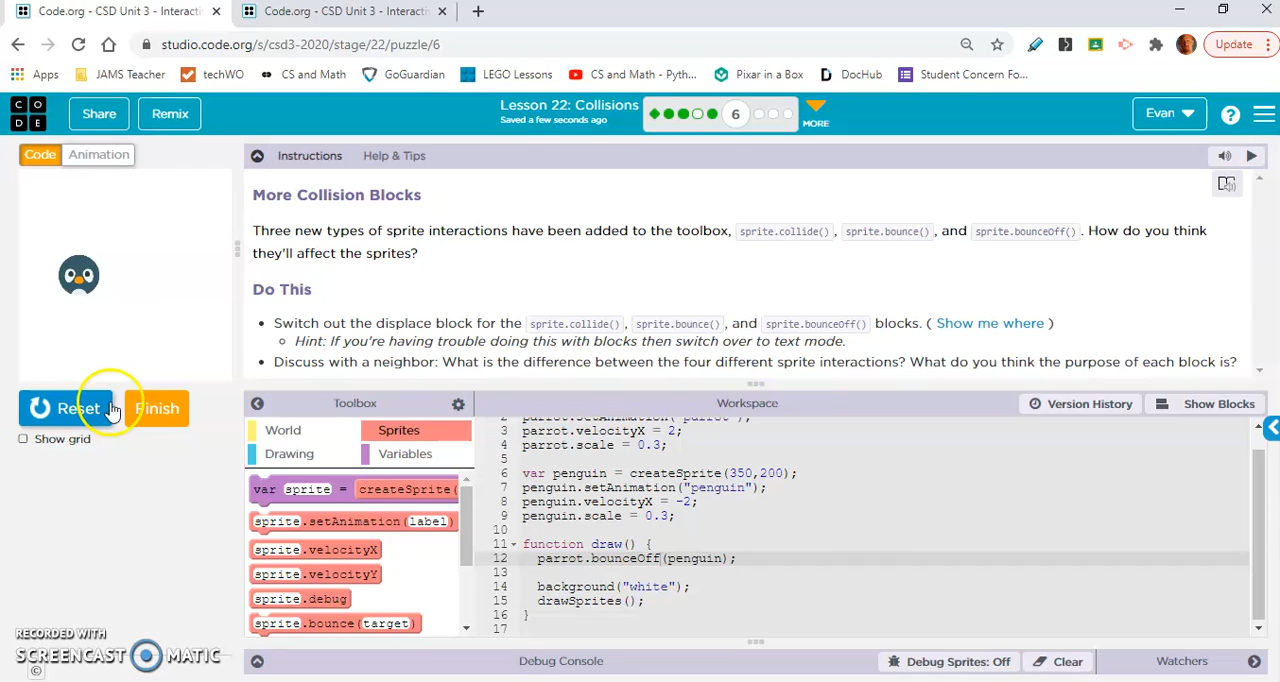 Code.org - CSD Unit 3 - Interacti
Code.org - CSD Unit 3 - Interacti
studio.code.org/s/csd3-2020/stage/22/puzzle/6
Update
Apps
JAMS Teacher
techWO
CS and Math
GoGuardian
LEGO Lessons
CS and Math - Pyth...
Pixar in a Box
DocHub
Student Concern Fo...
C O
D E
Share
Remix
Lesson 22: Collisions
Saved a few seconds ago
6
MORE
Evan
?
Code
Animation
Instructions
Help & Tips
More Collision Blocks
Three new types of sprite interactions have been added to the toolbox, sprite.collide() , sprite.bounce() , and sprite.bounceOff() . How do you think
they'll affect the sprites?
Do This
• Switch out the displace block for the sprite.collide() , sprite.bounce() , and sprite.bounceOff() blocks. ( Show me where )
Hint: If you're having trouble doing this with blocks then switch over to text mode.
• Discuss with a neighbor: What is the difference between the four different sprite interactions? What do you think the purpose of each block is?
Reset
Finish
Show grid
Toolbox
Workspace
Version History
Show Blocks
World
Sprites
Drawing
Variables
var sprite = createSprite(
sprite.setAnimation(label)
sprite.velocityX
sprite.velocityY
sprite.debug
sprite.bounce(target)
2 parrot.setAnimation("parrot");
3 parrot.velocityX = 2;
4 parrot.scale = 0.3;
5
6 var penguin = createSprite(350,200);
7 penguin.setAnimation("penguin");
8 penguin.velocityX = -2;
9 penguin.scale = 0.3;
10
11 function draw() {
12 parrot.bounceOff(penguin);
13
14 background("white");
15 drawSprites();
16 }
17
RECORDED WITH
SCREENCAST MATIC
©
Debug Console
Debug Sprites: Off
Clear
Watchers